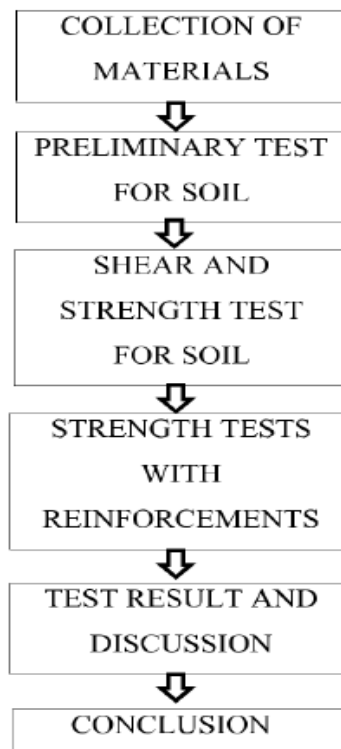 COLLECTION OF
MATERIALS
PRELIMINARY TEST
FOR SOIL
SHEAR AND
STRENGTH TEST
FOR SOIL
STRENGTH TESTS
WITH
REINFORCEMENTS
TEST RESULT AND
DISCUSSION
CONCLUSION